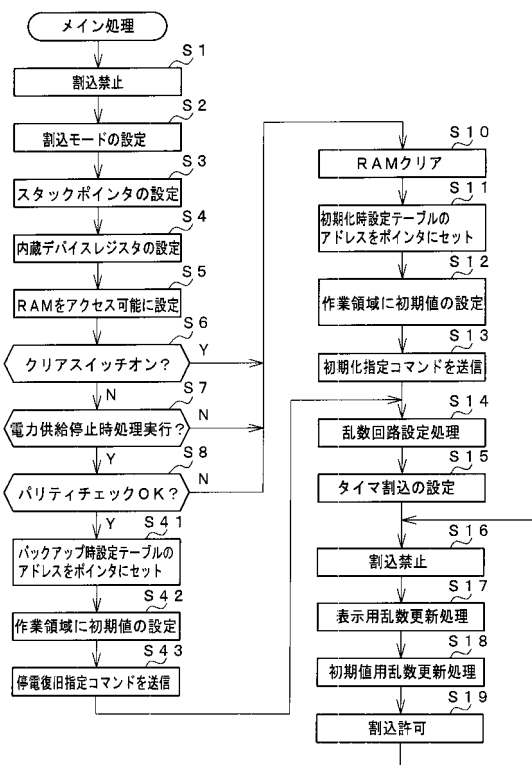 メイン処理
S1
割込禁止
S2
割込モードの設定
S3
スタックポインタの設定
S4
内蔵デバイスレジスタの設定
S5
RAMをアクセス可能に設定
S6
クリアスイッチオン?
Y
N
S7
電力供給停止時処理実行?
N
Y
S8
パリティチェックOK?
N
Y
S41
バックアップ時設定テーブルの
アドレスをポインタにセット
S42
作業領域に初期値の設定
S43
停電復旧指定コマンドを送信
S10
RAMクリア
S11
初期化時設定テーブルの
アドレスをポインタにセット
S12
作業領域に初期値の設定
S13
初期化指定コマンドを送信
S14
乱数回路設定処理
S15
タイマ割込の設定
S16
割込禁止
S17
表示用乱数更新処理
S18
初期値用乱数更新処理
S19
割込許可